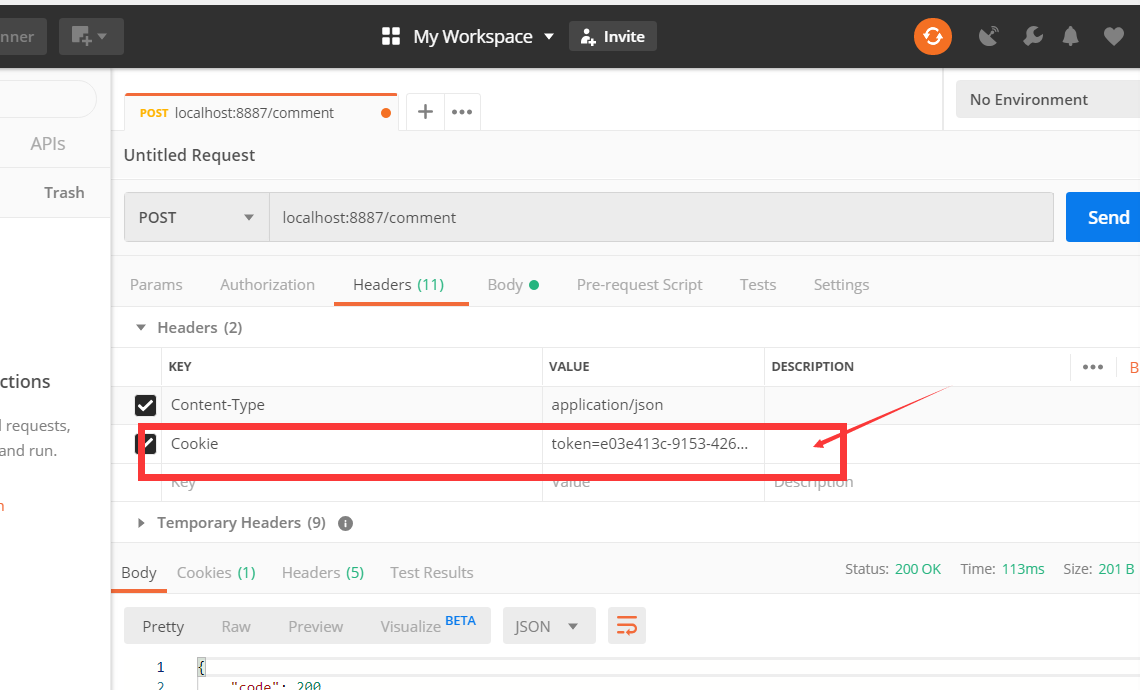 nner
My Workspace
Invite
POST localhost:8887/comment
No Environment
APIs
Untitled Request
Trash
POST
localhost:8887/comment
Send
Params
Authorization
Headers (11)
Body
Pre-request Script
Tests
Settings
Headers (2)
KEY
VALUE
DESCRIPTION
B
ctions
Content-Type
application/json
requests,
Cookie
token=e03e413c-9153-426...
and run.
Key
Value
Description
n
Temporary Headers (9)
Body
Cookies (1)
Headers (5)
Test Results
Status: 200 OK
Time: 113ms
Size: 201 B
Pretty
Raw
Preview
Visualize BETA
JSON
1 {
2 "code": 200